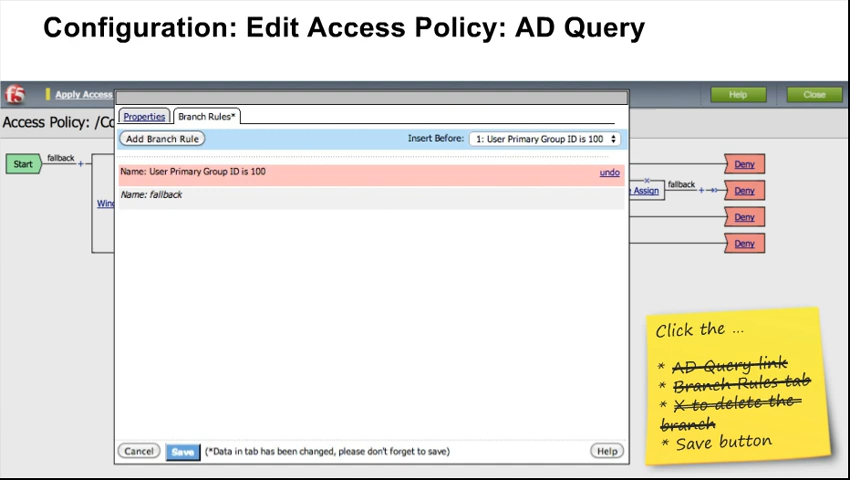 Configuration: Edit Access Policy: AD Query
f5
Apply Access
Help
Close
Access Policy: /Co
Properties
Branch Rules*
Add Branch Rule
Insert Before:
1: User Primary Group ID is 100
Start
fallback
+
Name: User Primary Group ID is 100
undo
Name: fallback
Wind
Assign
fallback
+
Deny
Deny
Deny
Deny
Click the ...
* AD Query link
* Branch Rules tab
* X to delete the
branch
* Save button
Cancel
Save
(*Data in tab has been changed, please don't forget to save)
Help